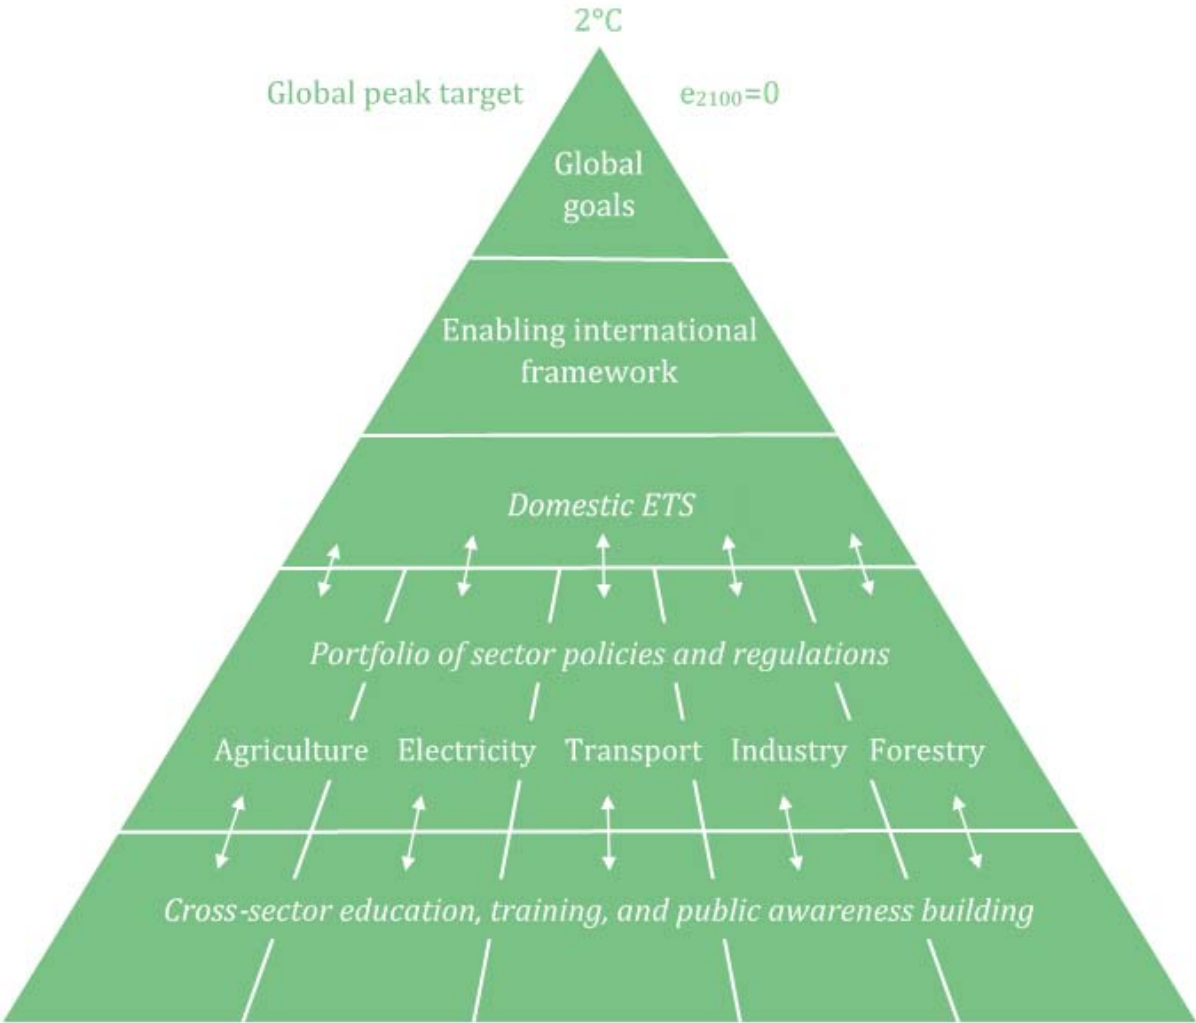 2°C
Global peak target
e₂₁₀₀=0
Global
goals
Enabling international
framework
Domestic ETS
Portfolio of sector policies and regulations
Agriculture Electricity Transport Industry Forestry
Cross-sector education, training, and public awareness building